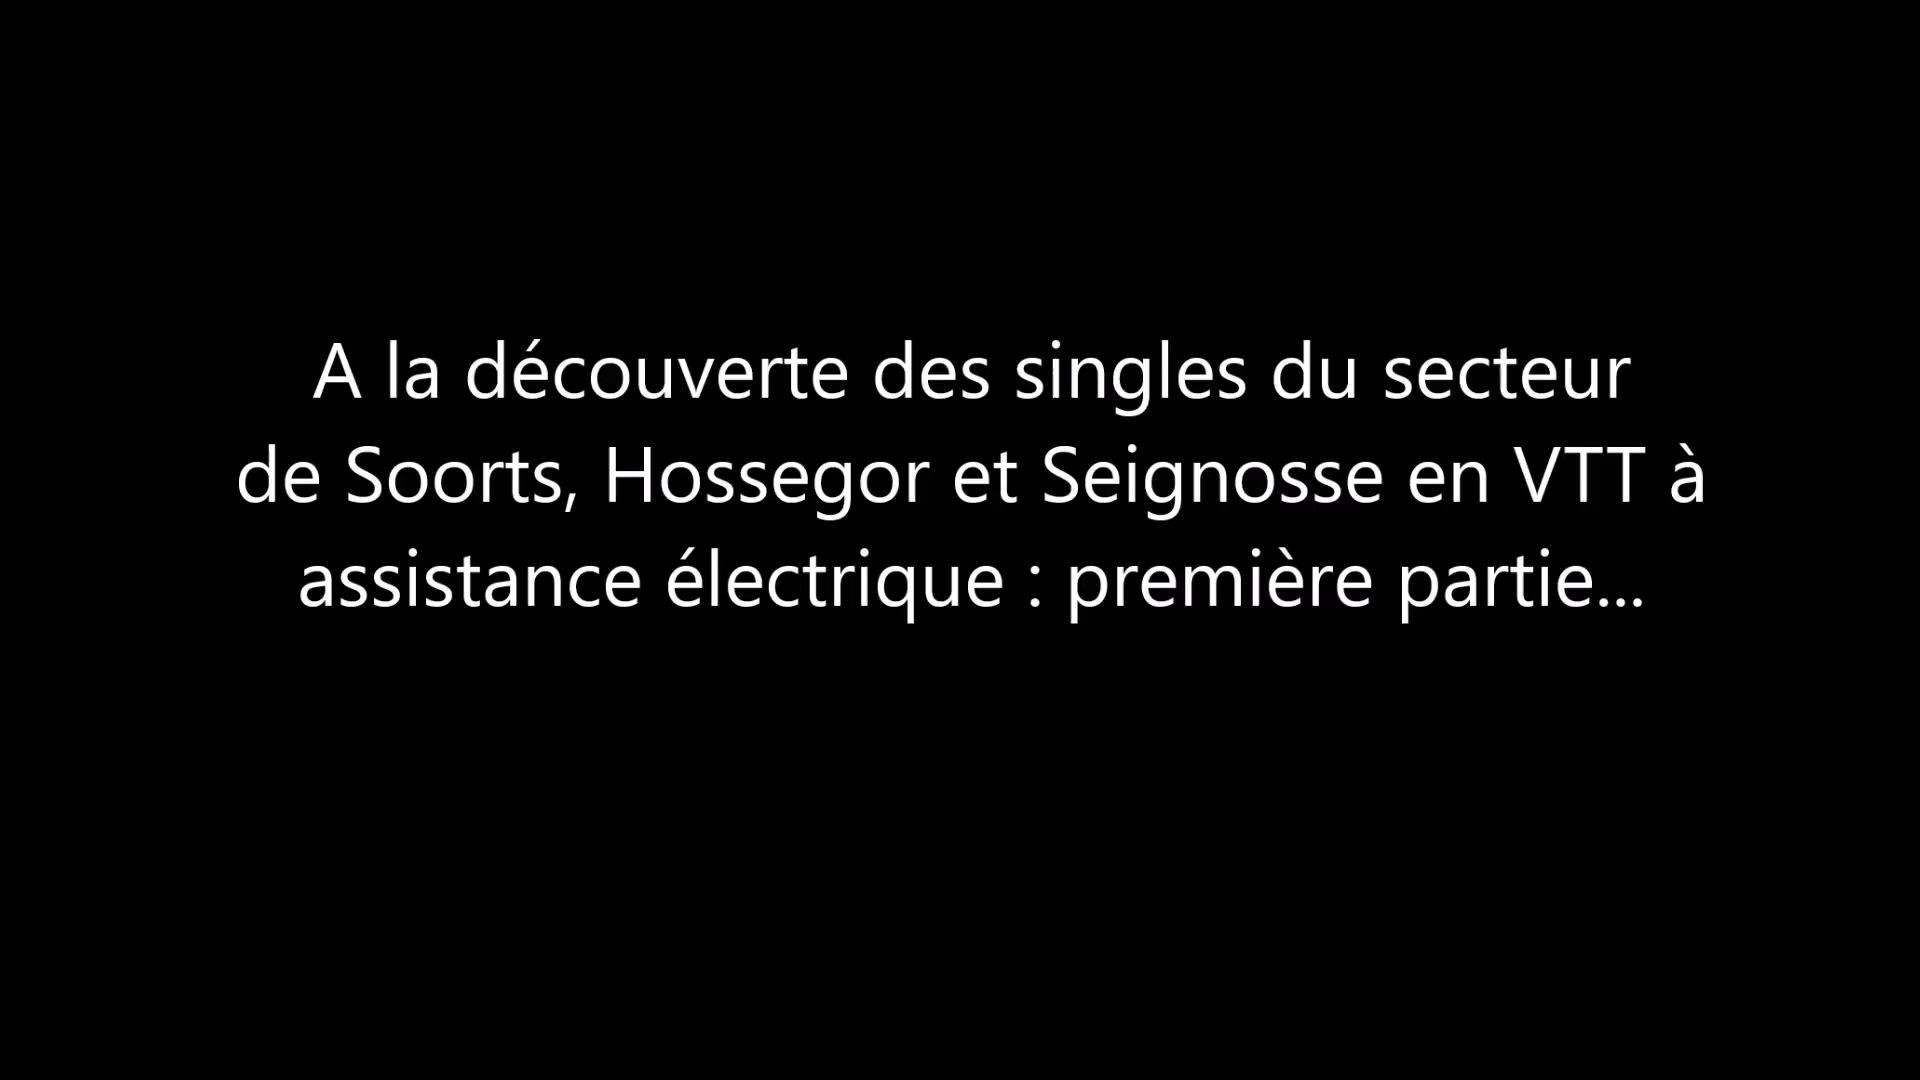 A la découverte des singles du secteur
de Soorts, Hossegor et Seignosse en VTT à
assistance électrique : première partie...